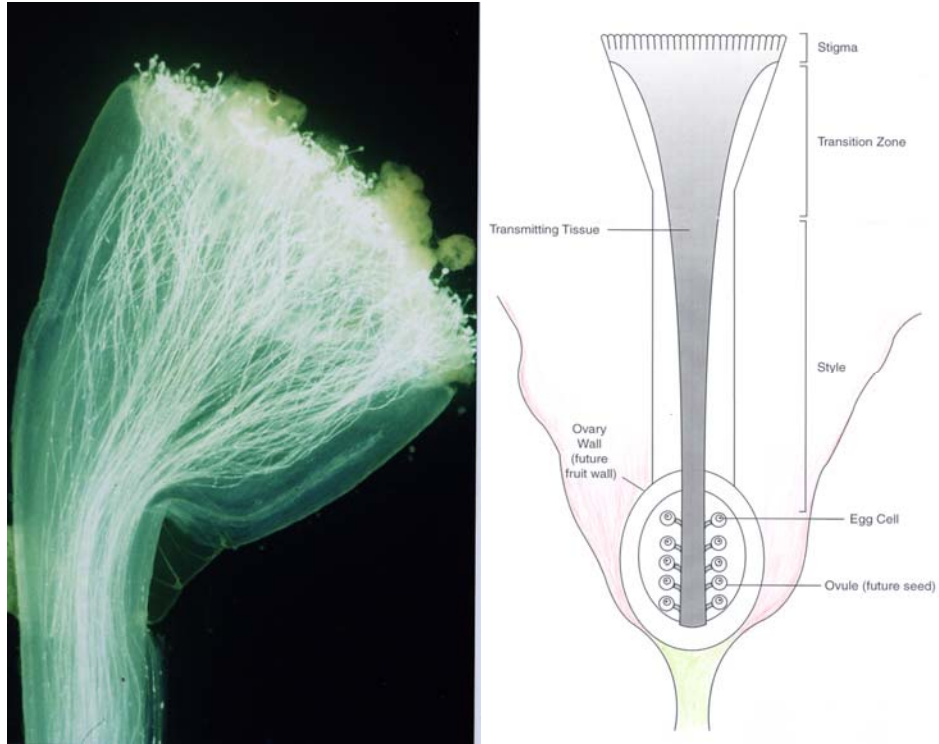 Stigma
Transition Zone
Transmitting Tissue
Style
Ovary
Wall
(future
fruit wall)
Egg Cell
Ovule (future seed)